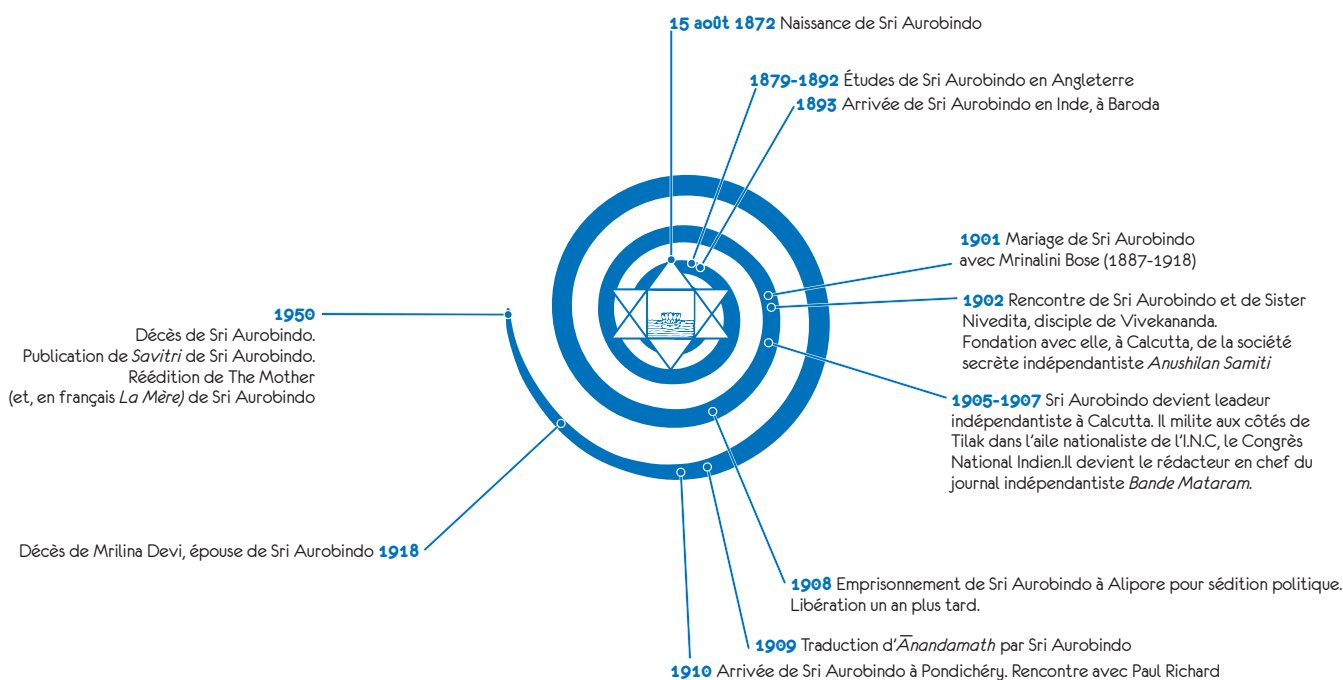 15 août 1872 Naissance de Sri Aurobindo
1879-1892 Études de Sri Aurobindo en Angleterre
1893 Arrivée de Sri Aurobindo en Inde, à Baroda
1901 Mariage de Sri Aurobindo
avec Mrinalini Bose (1887-1918)
1902 Rencontre de Sri Aurobindo et de Sister
Nivedita, disciple de Vivekananda.
Fondation avec elle, à Calcutta, de la société
secrète indépendantiste Anushilan Samiti
1905-1907 Sri Aurobindo devient leadeur
indépendantiste à Calcutta. Il milite aux côtés de
Tilak dans l'aile nationaliste de l'I.N.C, le Congrès
National Indien.Il devient le rédacteur en chef du
journal indépendantiste Bande Mataram.
1908 Emprisonnement de Sri Aurobindo à Alipore pour sédition politique.
Libération un an plus tard.
1909 Traduction d'Ānandamath par Sri Aurobindo
1910 Arrivée de Sri Aurobindo à Pondichéry. Rencontre avec Paul Richard
Décès de Mrilina Devi, épouse de Sri Aurobindo 1918
1950
Décès de Sri Aurobindo.
Publication de Savitri de Sri Aurobindo.
Réédition de The Mother
(et, en français La Mère) de Sri Aurobindo